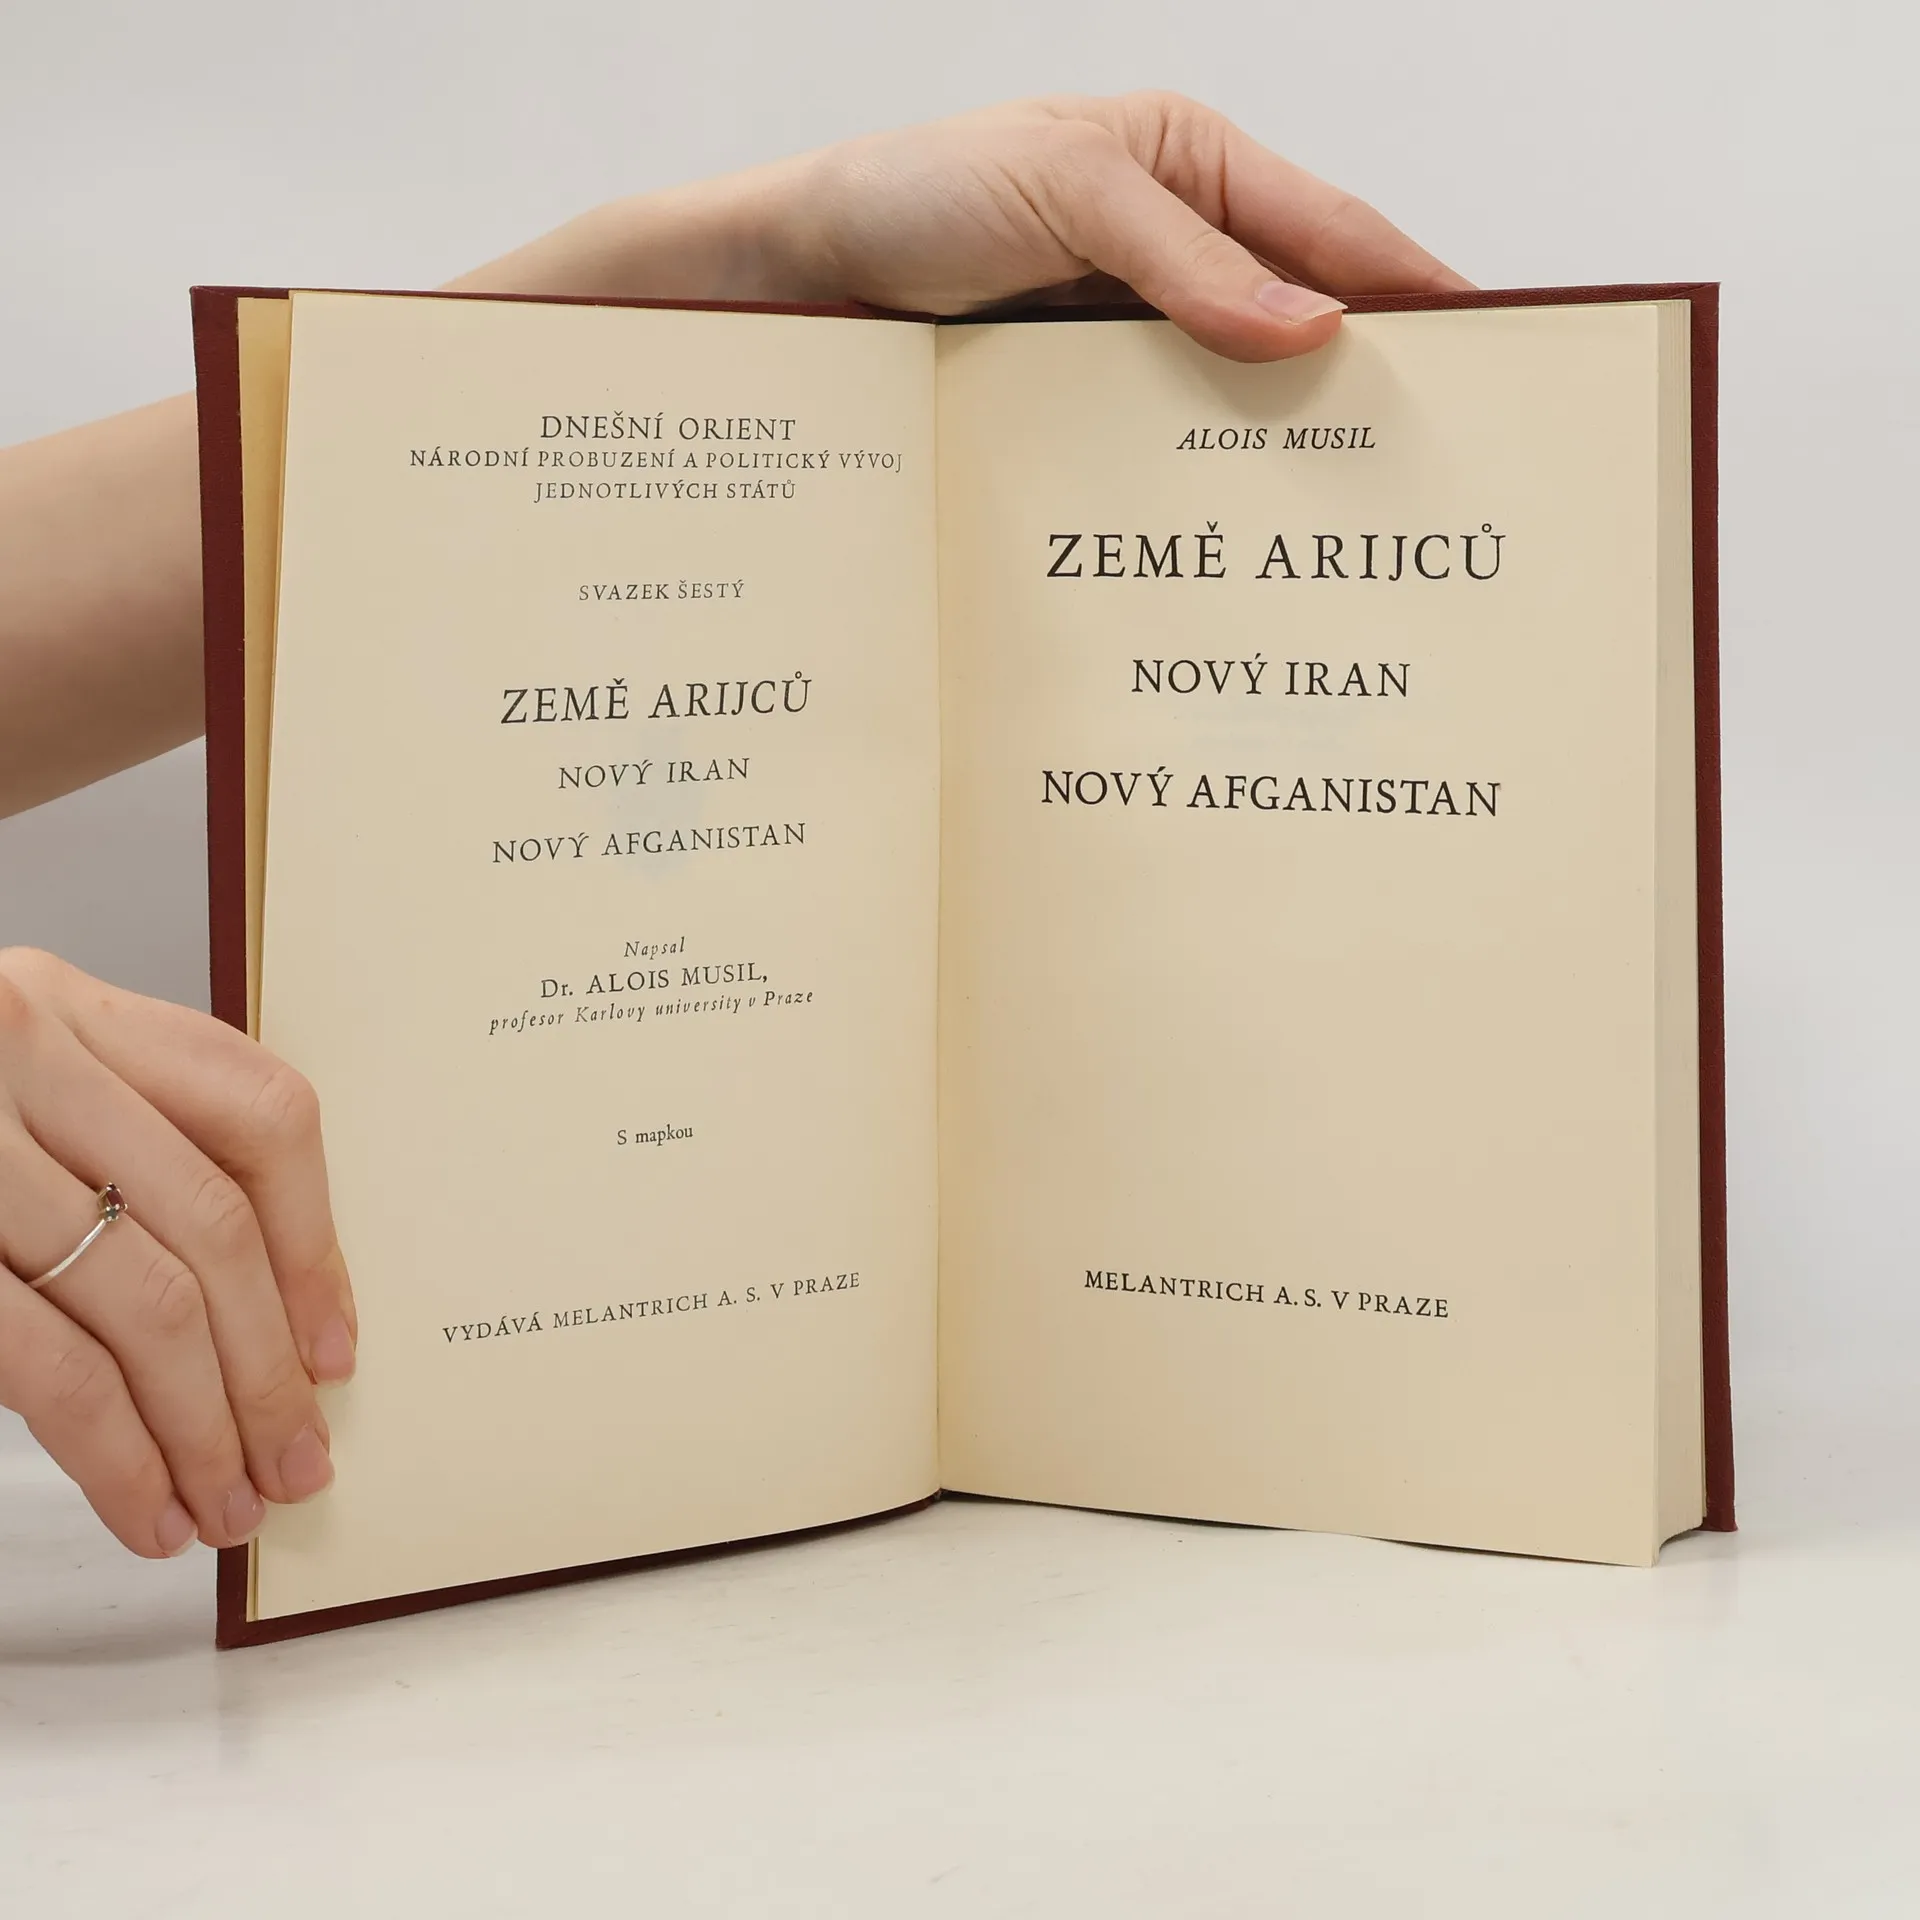 DNEŠNÍ ORIENT
NÁRODNÍ PROBUZENÍ A POLITICKÝ VÝVOJ
JEDNOTLIVÝCH STÁTŮ
SVAZEK ŠESTÝ
ZEMĚ ARIJCŮ
NOVÝ IRAN
NOVÝ AFGANISTAN
Napsal
Dr. ALOIS MUSIL,
profesor Karlovy university v Praze
S mapkou
VYDÁVÁ MELANTRICH A. S. V PRAZE
ALOIS MUSIL
ZEMĚ ARIJCŮ
NOVÝ IRAN
NOVÝ AFGANISTAN
MELANTRICH A. S. V PRAZE